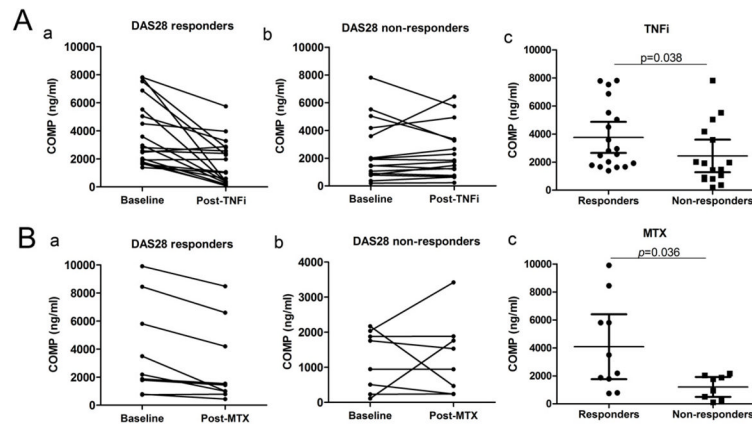 A
a
DAS28 responders
COMP (ng/ml)
10000
8000
6000
4000
2000
0
Baseline
Post-TNFi
b
DAS28 non-responders
COMP (ng/ml)
10000
8000
6000
4000
2000
0
Baseline
Post-TNFi
c
TNFi
p=0.038
COMP (ng/ml)
10000
8000
6000
4000
2000
0
Responders
Non-responders
B
a
DAS28 responders
COMP (ng/ml)
10000
8000
6000
4000
2000
0
Baseline
Post-MTX
b
DAS28 non-responders
COMP (ng/ml)
4000
3000
2000
1000
0
Baseline
Post-MTX
c
MTX
p=0.036
COMP (ng/ml)
10000
8000
6000
4000
2000
0
Responders
Non-responders